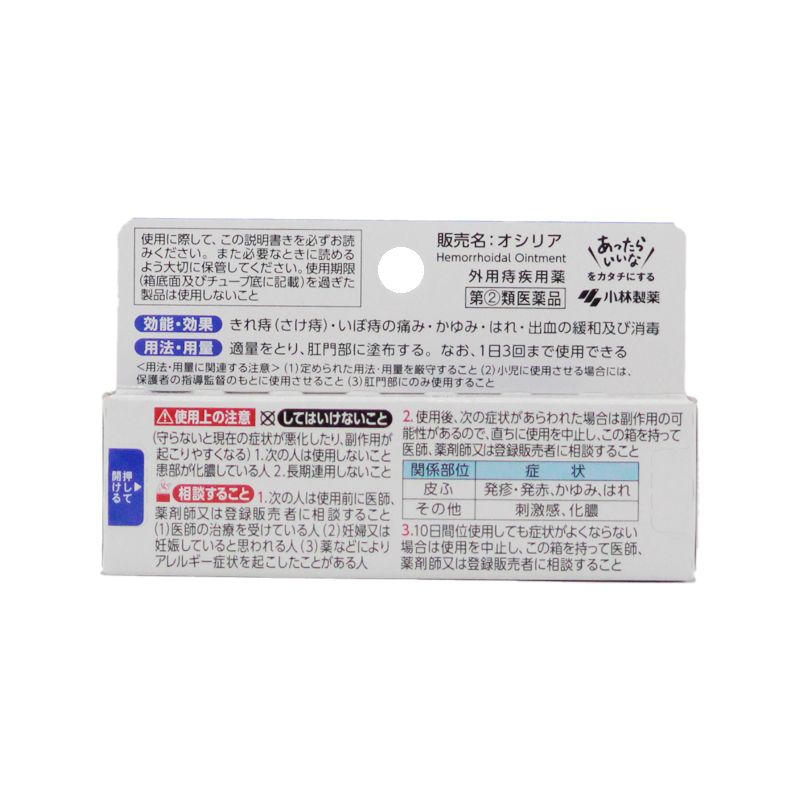 使用に際して、この説明書きを必ずお読
みください。また必要なときに読める
よう大切に保管してください。使用期限
(箱底面及びチューブ底に記載)を過ぎた
製品は使用しないこと
販売名:オシリア
Hemorrhoidal Ointment
外用痔疾用薬
第②類医薬品
あったら
いいな
をカタチにする
小林製薬
効能・効果 きれ痔(さけ痔)・いぼ痔の痛み・かゆみ・はれ・出血の緩和及び消毒
用法・用量 適量をとり、肛門部に塗布する。なお、1日3回まで使用できる
<用法・用量に関連する注意>(1)定められた用法・用量を厳守すること(2)小児に使用させる場合には、
保護者の指導監督のもとに使用させること(3)肛門部にのみ使用すること
押して
開ける
使用上の注意 してはいけないこと
(守らないと現在の症状が悪化したり、副作用が
起こりやすくなる)1.次の人は使用しないこと
患部が化膿している人 2.長期連用しないこと
相談すること 1.次の人は使用前に医師、
薬剤師又は登録販売者に相談すること
(1)医師の治療を受けている人(2)妊婦又は
妊娠していると思われる人(3)薬などにより
アレルギー症状を起こしたことがある人
2.使用後、次の症状があらわれた場合は副作用の可
能性があるので、直ちに使用を中止し、この箱を持って
医師、薬剤師又は登録販売者に相談すること
関係部位 症状
皮ふ 発疹・発赤、かゆみ、はれ
その他 刺激感、化膿
3.10日間位使用しても症状がよくならない
場合は使用を中止し、この箱を持って医師、
薬剤師又は登録販売者に相談すること